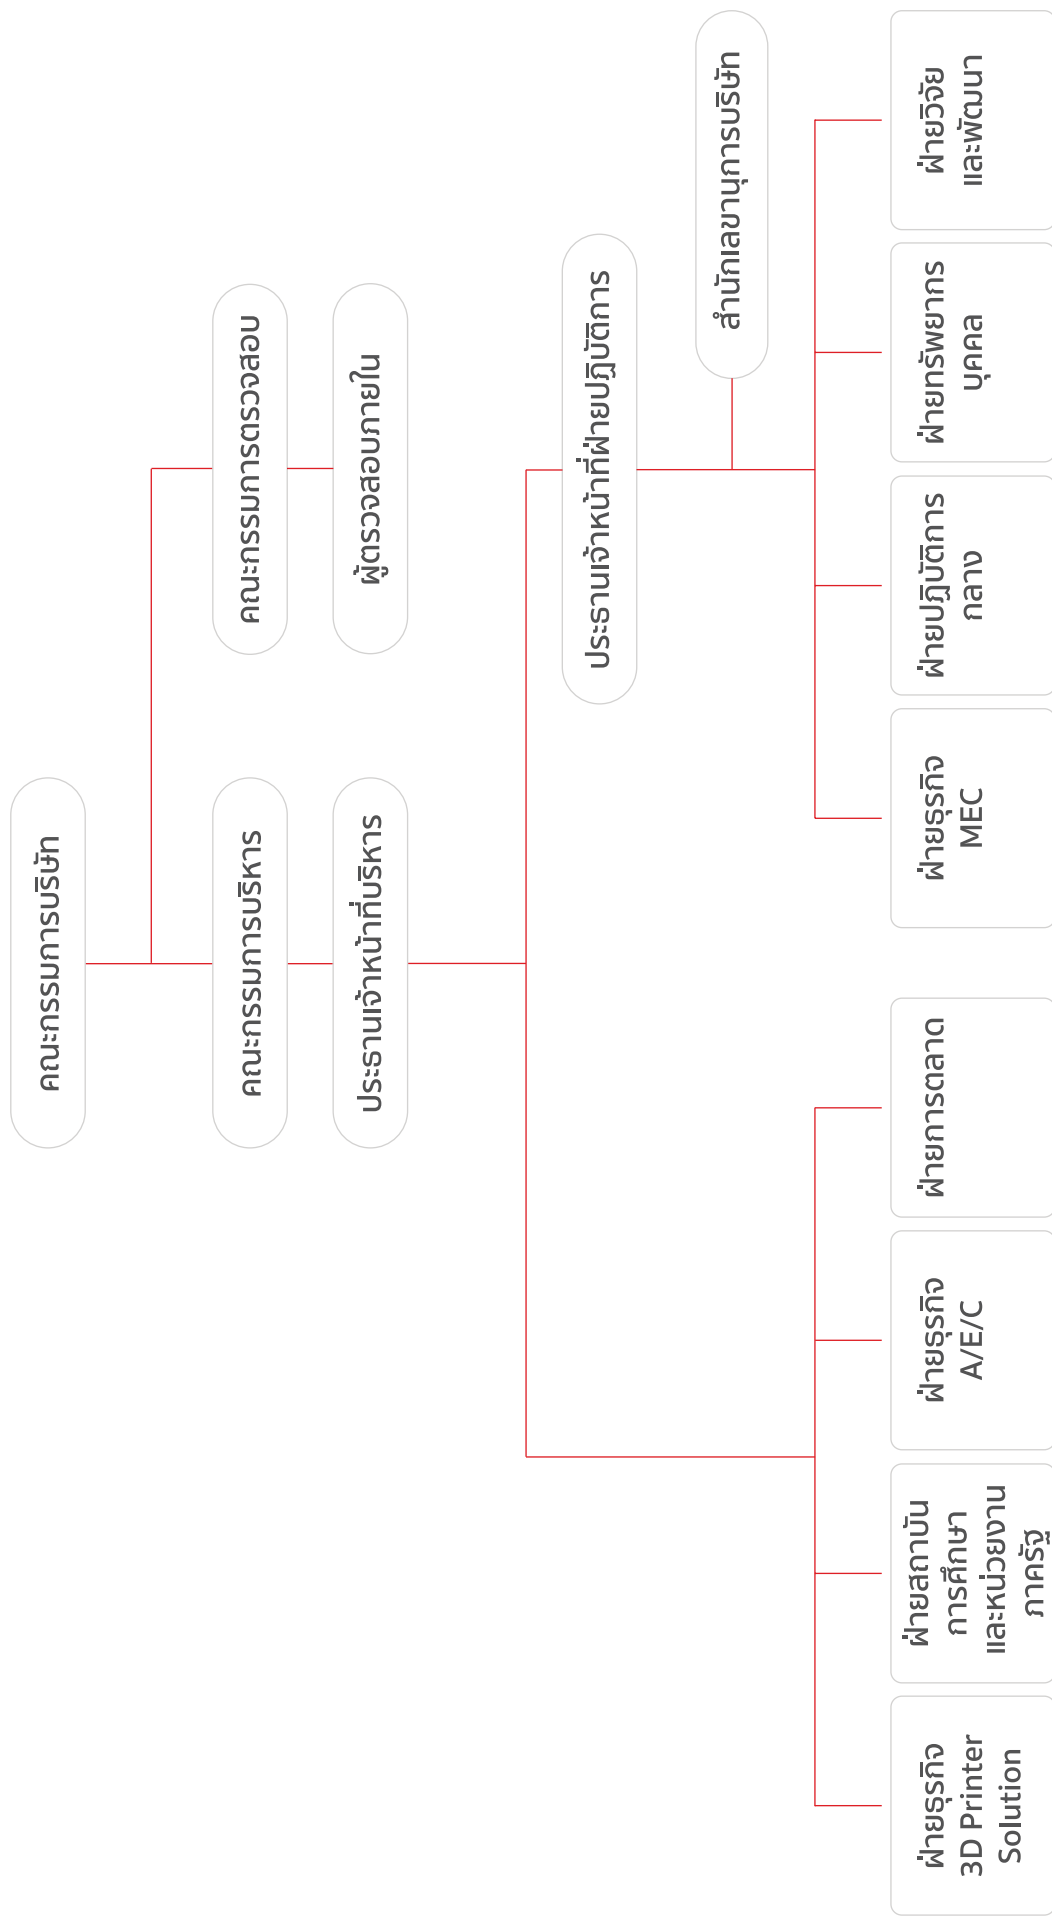 คณะกรรมการบริษัท
คณะกรรมการบริหาร
คณะกรรมการตรวจสอบ
ประธานเจ้าหน้าที่บริหาร
ผู้ตรวจสอบภายใน
ประธานเจ้าหน้าที่ฝ่ายปฏิบัติการ
สำนักเลขานุการบริษัท
ฝ่ายธุรกิจ
3D Printer
Solution
ฝ่ายสถาบัน
การศึกษา
และหน่วยงาน
ภาครัฐ
ฝ่ายธุรกิจ
A/E/C
ฝ่ายการตลาด
ฝ่ายธุรกิจ
MEC
ฝ่ายปฏิบัติการ
กลาง
ฝ่ายทรัพยากร
บุคคล
ฝ่ายวิจัย
และพัฒนา